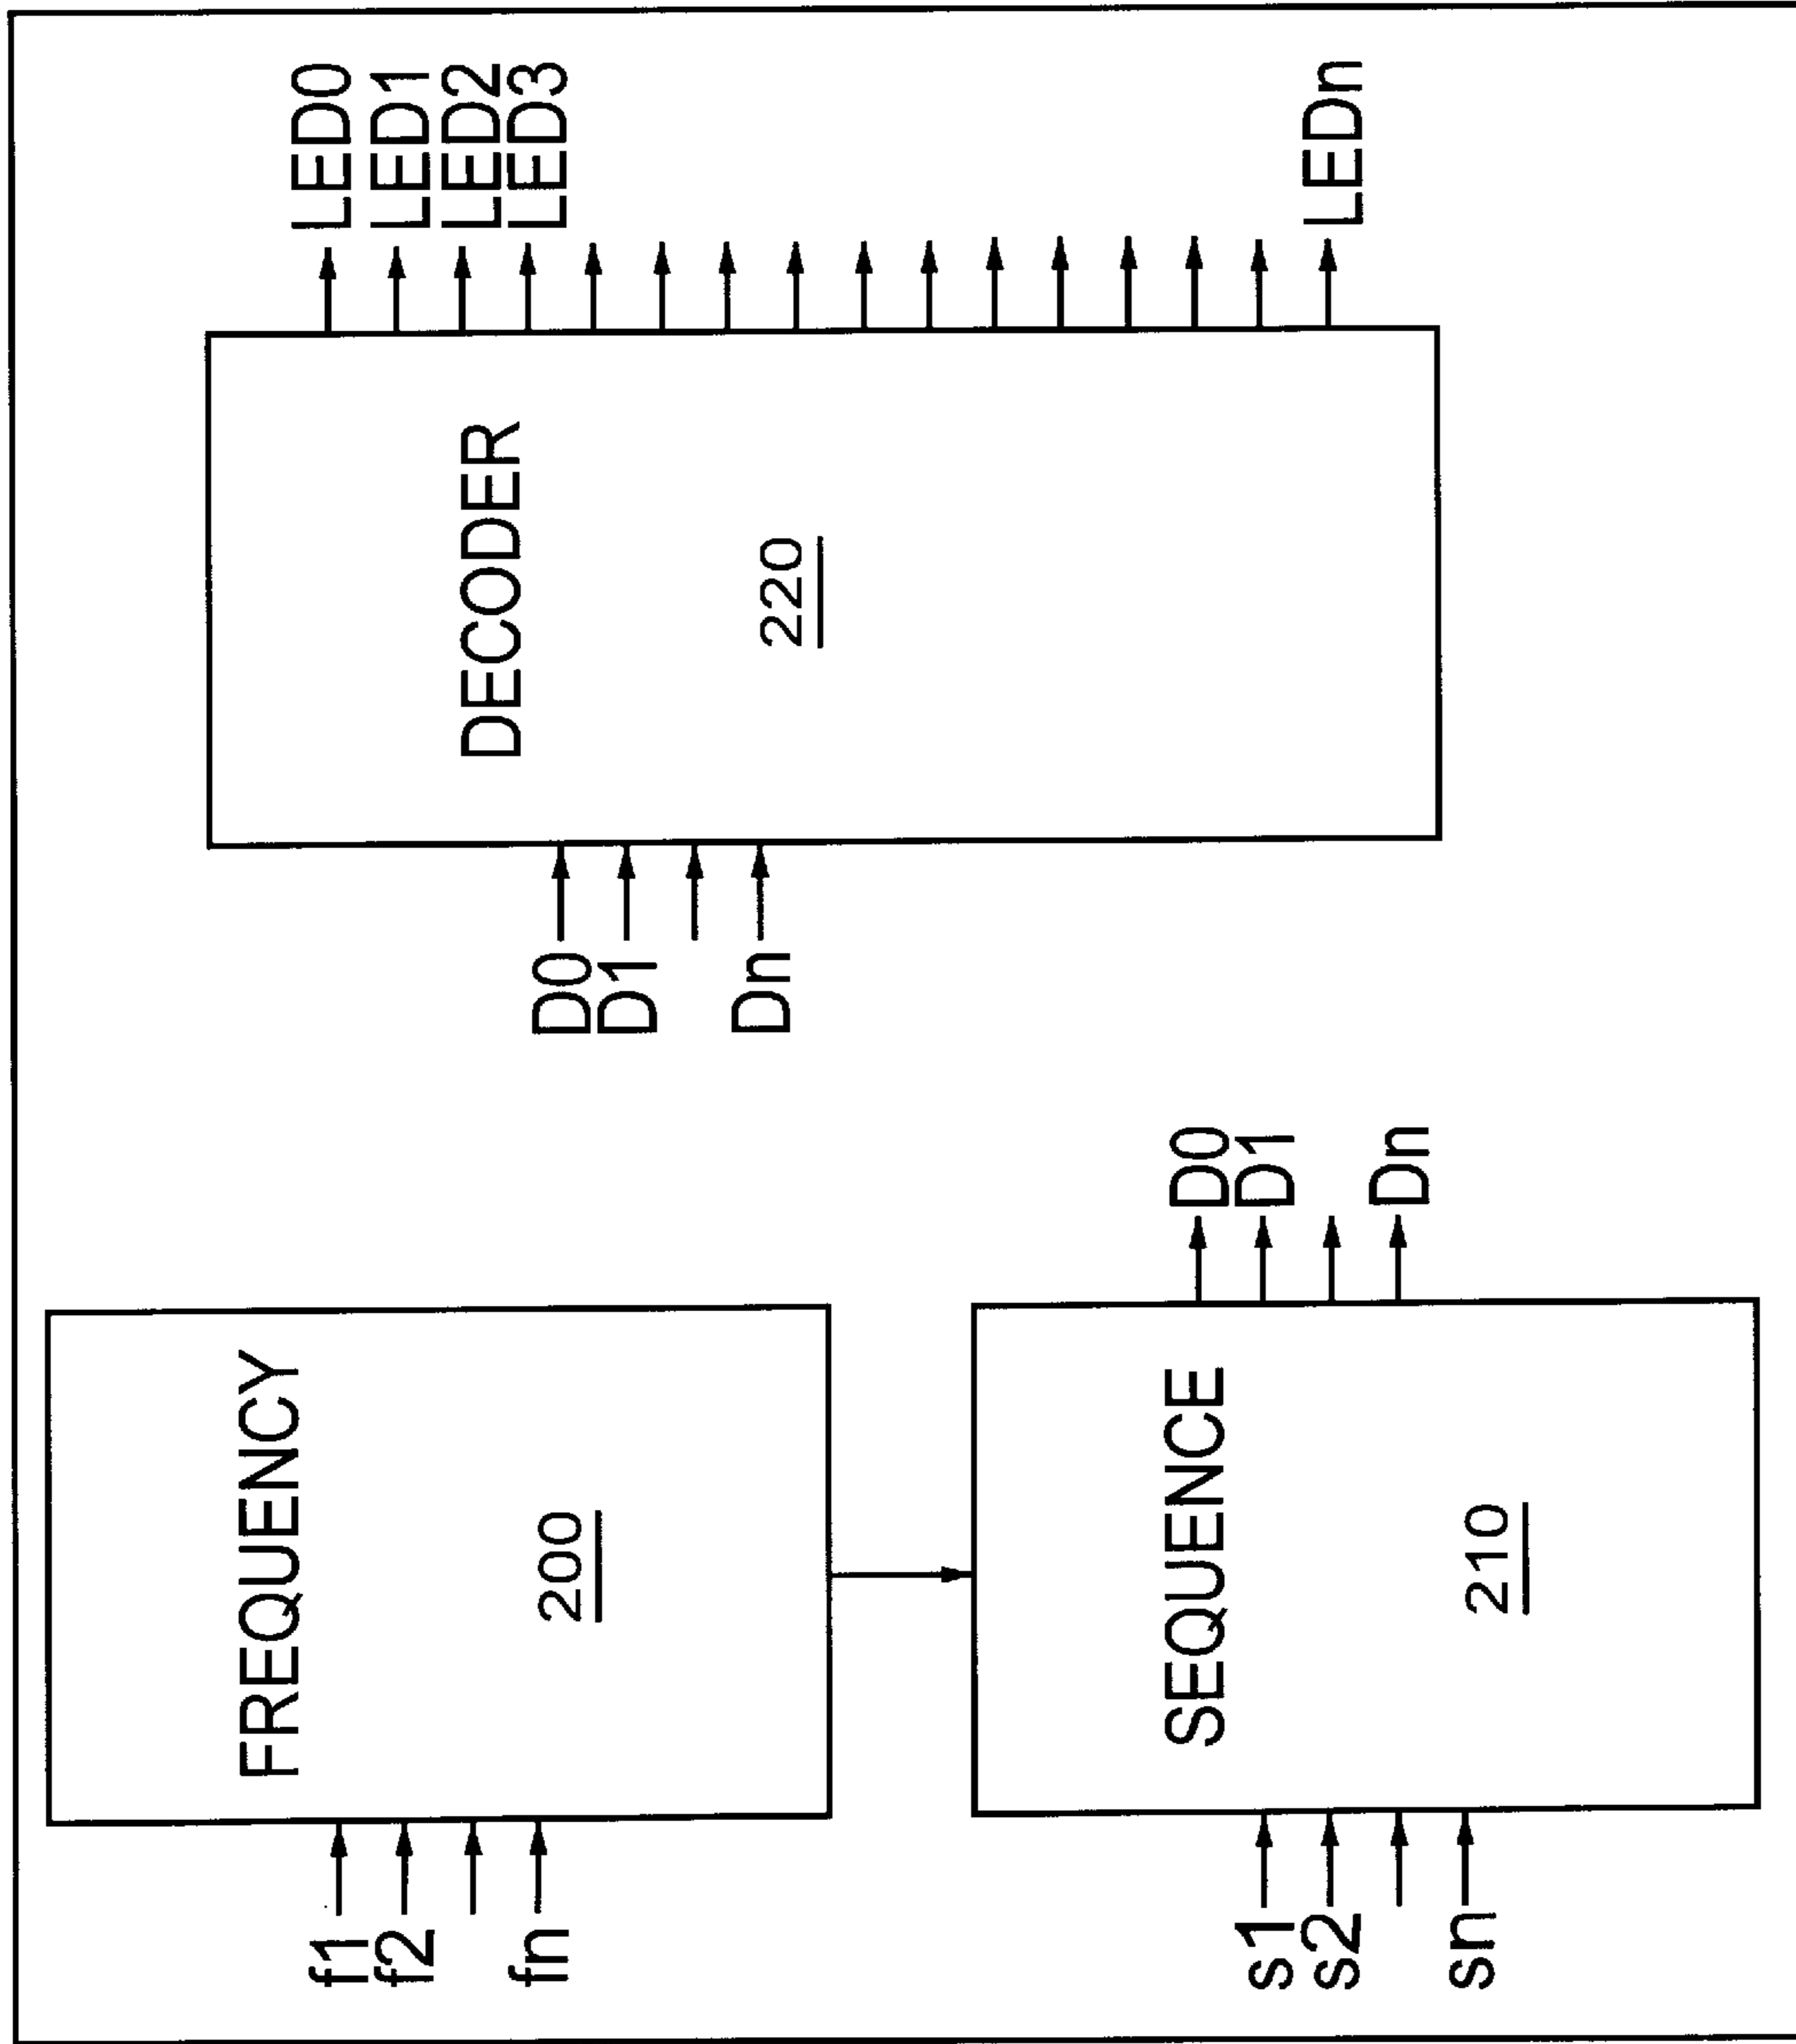 FREQUENCY
200
f1
f2
fn
SEQUENCE
210
s1
s2
sn
D0
D1
Dn
DECODER
220
D0
D1
Dn
LED0
LED1
LED2
LED3
LEDn